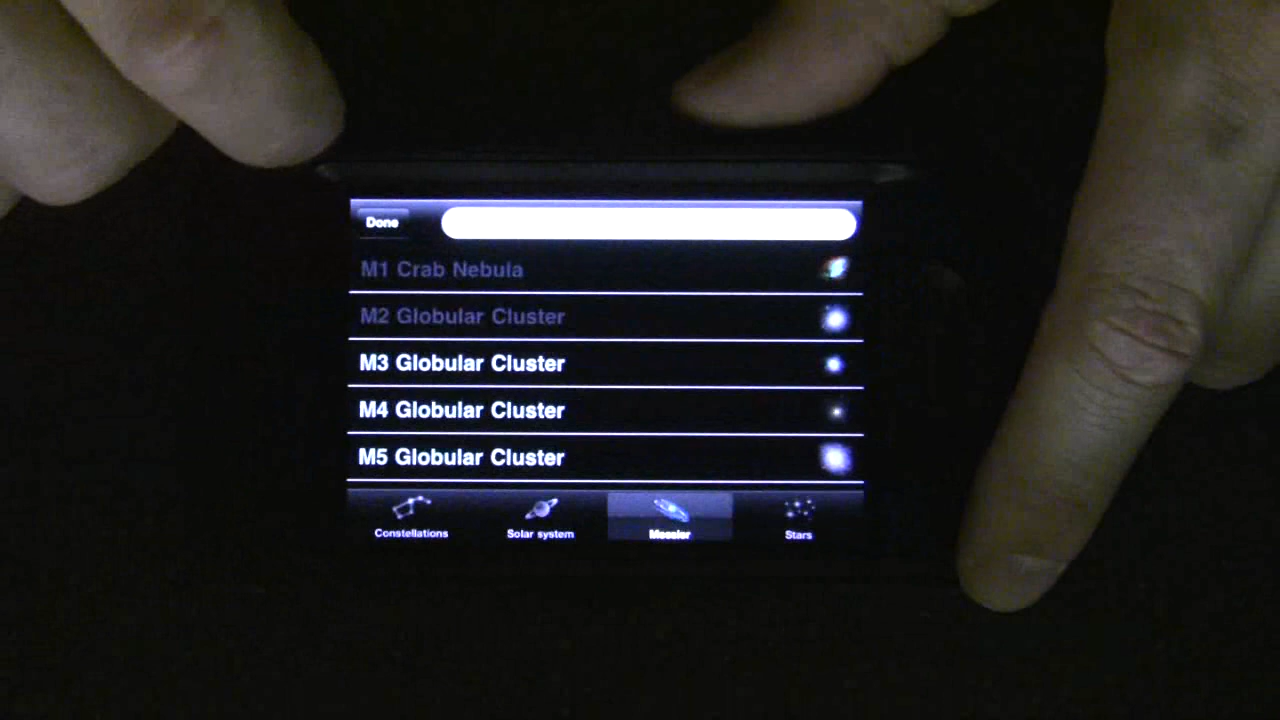 Done
M1 Crab Nebula
M2 Globular Cluster
M3 Globular Cluster
M4 Globular Cluster
M5 Globular Cluster
Constellations Solar system Messier Stars